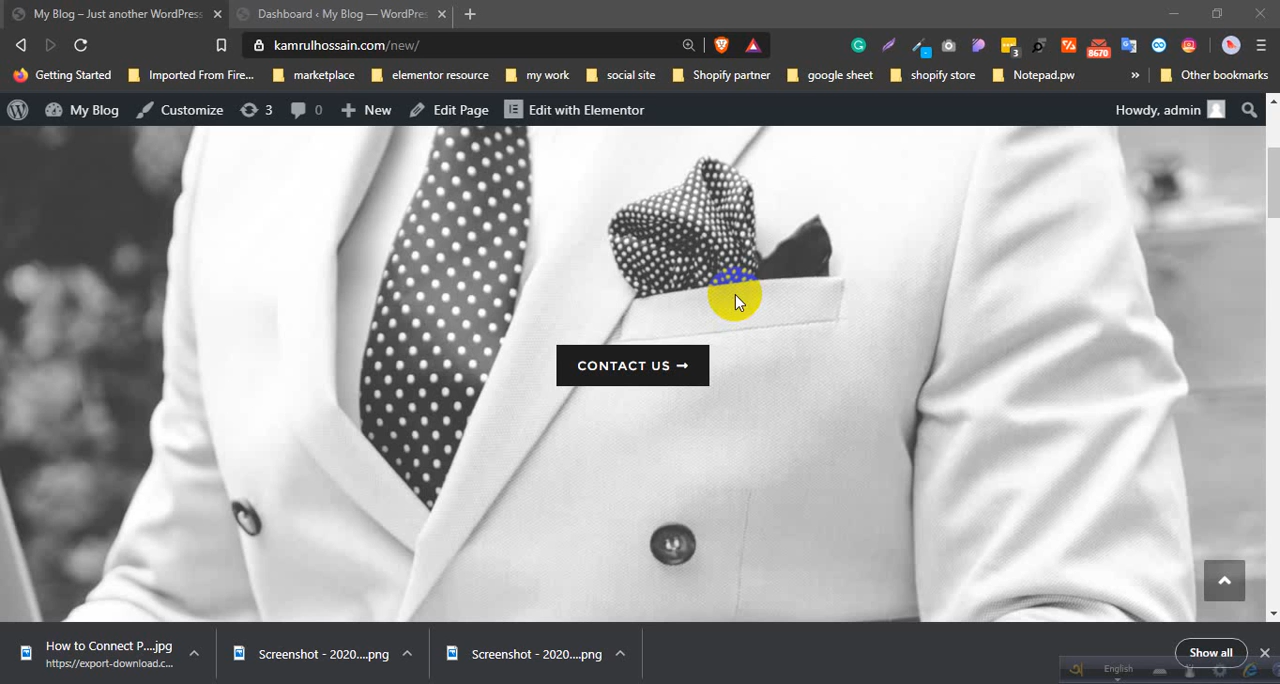 My Blog – Just another WordPress
Dashboard ‹ My Blog — WordPres
kamrulhossain.com/new/
3
8670
Getting Started
Imported From Fire...
marketplace
elementor resource
my work
social site
Shopify partner
google sheet
shopify store
Notepad.pw
»
Other bookmarks
My Blog
Customize
3
0
New
Edit Page
Edit with Elementor
Howdy, admin
CONTACT US →
How to Connect P....jpg
https://export-download.c...
Screenshot - 2020....png
Screenshot - 2020....png
Show all
English